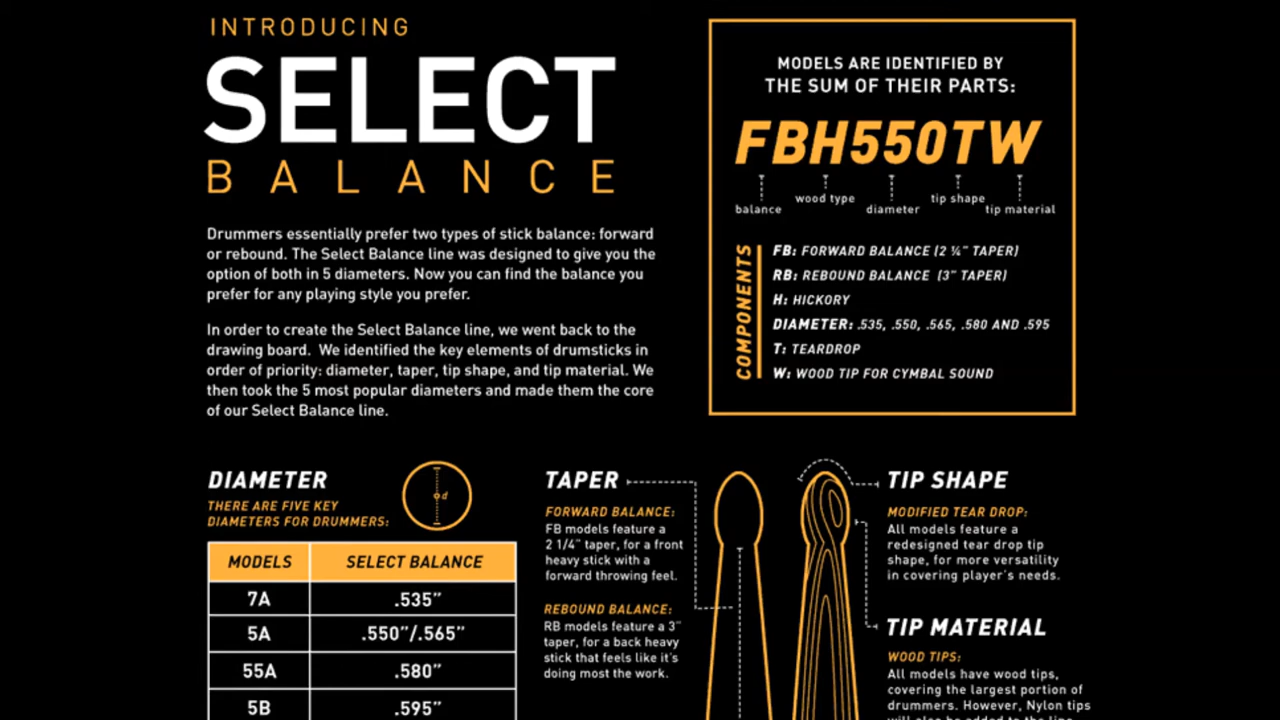 INTRODUCING
SELECT
BALANCE
Drummers essentially prefer two types of stick balance: forward
or rebound. The Select Balance line was designed to give you the
option of both in 5 diameters. Now you can find the balance you
prefer for any playing style you prefer.
In order to create the Select Balance line, we went back to the
drawing board. We identified the key elements of drumsticks in
order of priority: diameter, taper, tip shape, and tip material. We
then took the 5 most popular diameters and made them the core
of our Select Balance line.
MODELS ARE IDENTIFIED BY
THE SUM OF THEIR PARTS:
FBH550TW
balance
wood type
diameter
tip shape
tip material
COMPONENTS
FB: FORWARD BALANCE (2 ¼" TAPER)
RB: REBOUND BALANCE (3" TAPER)
H: HICKORY
DIAMETER: .535, .550, .565, .580 AND .595
T: TEARDROP
W: WOOD TIP FOR CYMBAL SOUND
DIAMETER
THERE ARE FIVE KEY
DIAMETERS FOR DRUMMERS:
d
MODELS SELECT BALANCE
7A .535"
5A .550"/.565"
55A .580"
5B .595"
TAPER
FORWARD BALANCE:
FB models feature a
2 1/4" taper, for a front
heavy stick with a
forward throwing feel.
REBOUND BALANCE:
RB models feature a 3"
taper, for a back heavy
stick that feels like it's
doing most the work.
TIP SHAPE
MODIFIED TEAR DROP:
All models feature a
redesigned tear drop tip
shape, for more versatility
in covering player's needs.
TIP MATERIAL
WOOD TIPS:
All models have wood tips,
covering the largest portion of
drummers. However, Nylon tips
will also be added to the line